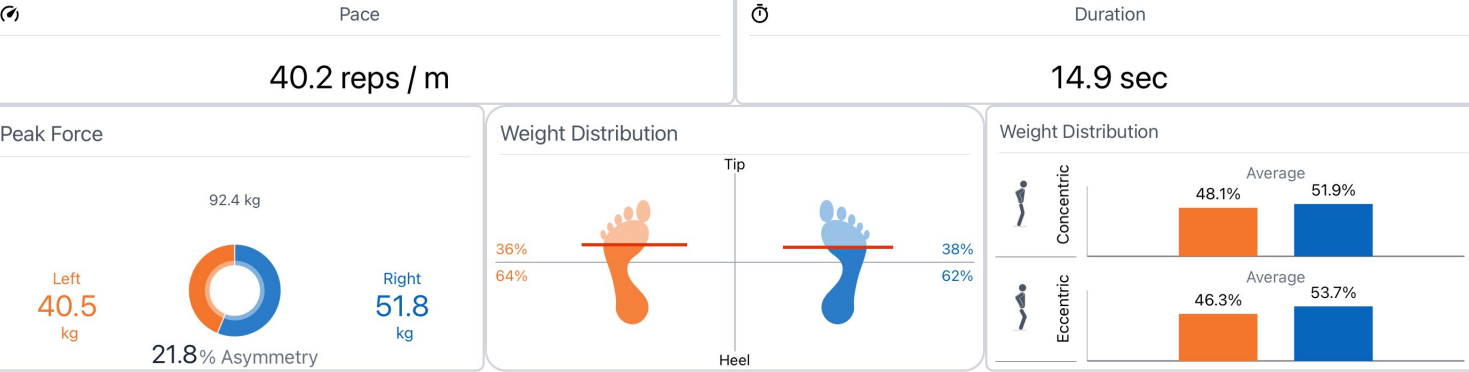 Pace
Duration
40.2 reps / m
14.9 sec
Peak Force
92.4 kg
Left
40.5
kg
Right
51.8
kg
21.8% Asymmetry
Weight Distribution
Tip
36%
64%
38%
62%
Heel
Weight Distribution
Concentric
Average
48.1%
51.9%
Eccentric
Average
46.3%
53.7%